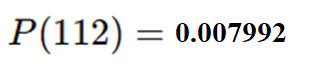 P(112) = 0.007992